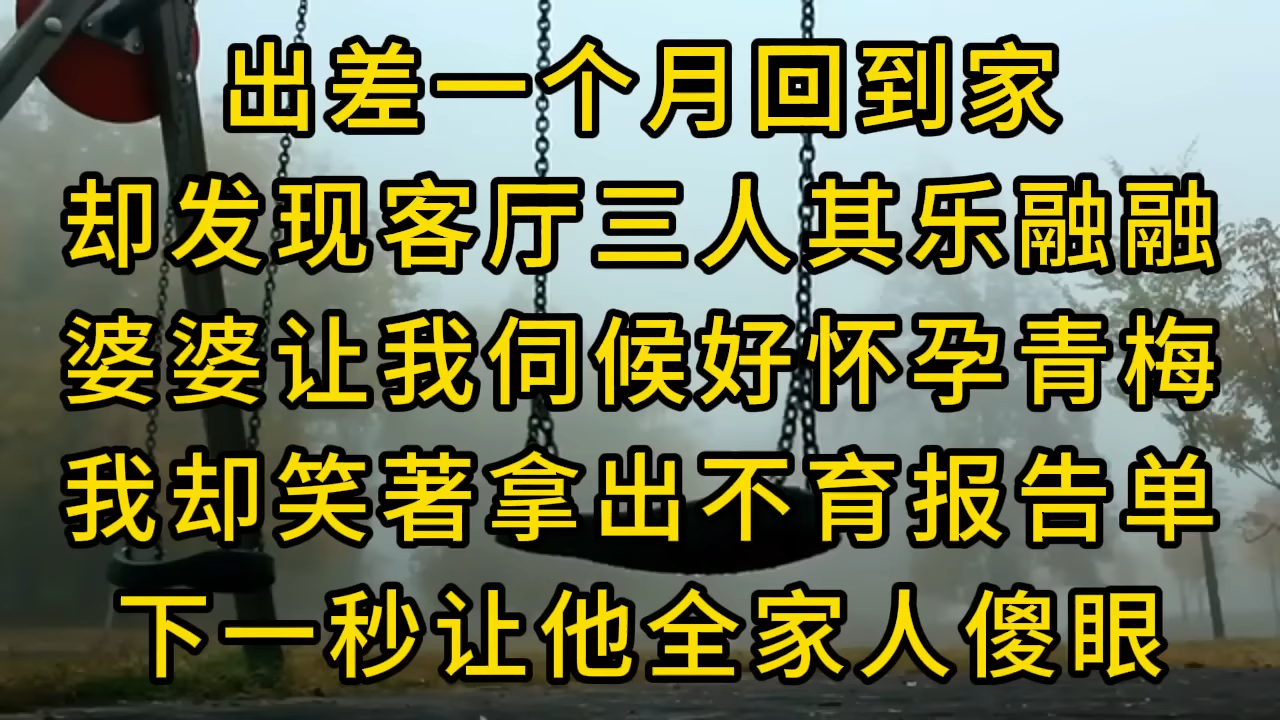 出差一个月回到家
却发现客厅三人其乐融融
婆婆让我伺候好怀孕青梅
我却笑著拿出不育报告单
下一秒让他全家人傻眼